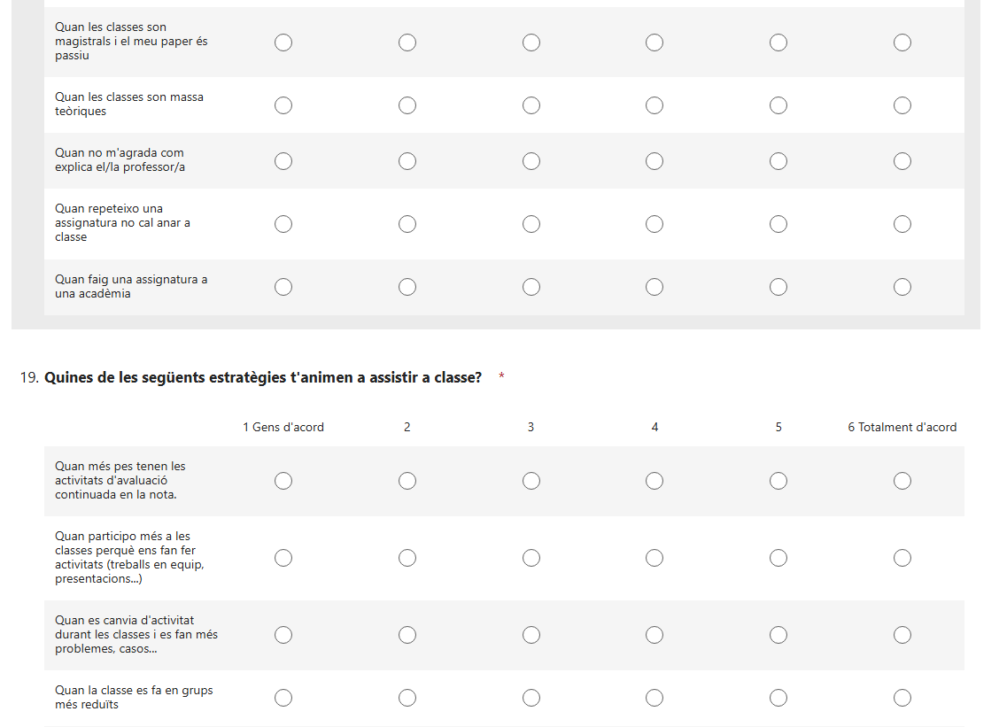 Quan les classes son
magistrals i el meu paper és
passiu
Quan les classes son massa
teòriques
Quan no m'agrada com
explica el/la professor/a
Quan repeteixo una
assignatura no cal anar a
classe
Quan faig una assignatura a
una acadèmia
19. Quines de les següents estratègies t'animen a assistir a classe? *
1 Gens d'acord 2 3 4 5 6 Totalment d'acord
Quan més pes tenen les
activitats d'avaluació
continuada en la nota.
Quan participo més a les
classes perquè ens fan fer
activitats (treballs en equip,
presentacions...)
Quan es canvia d'activitat
durant les classes i es fan més
problemes, casos...
Quan la classe es fa en grups
més reduïts